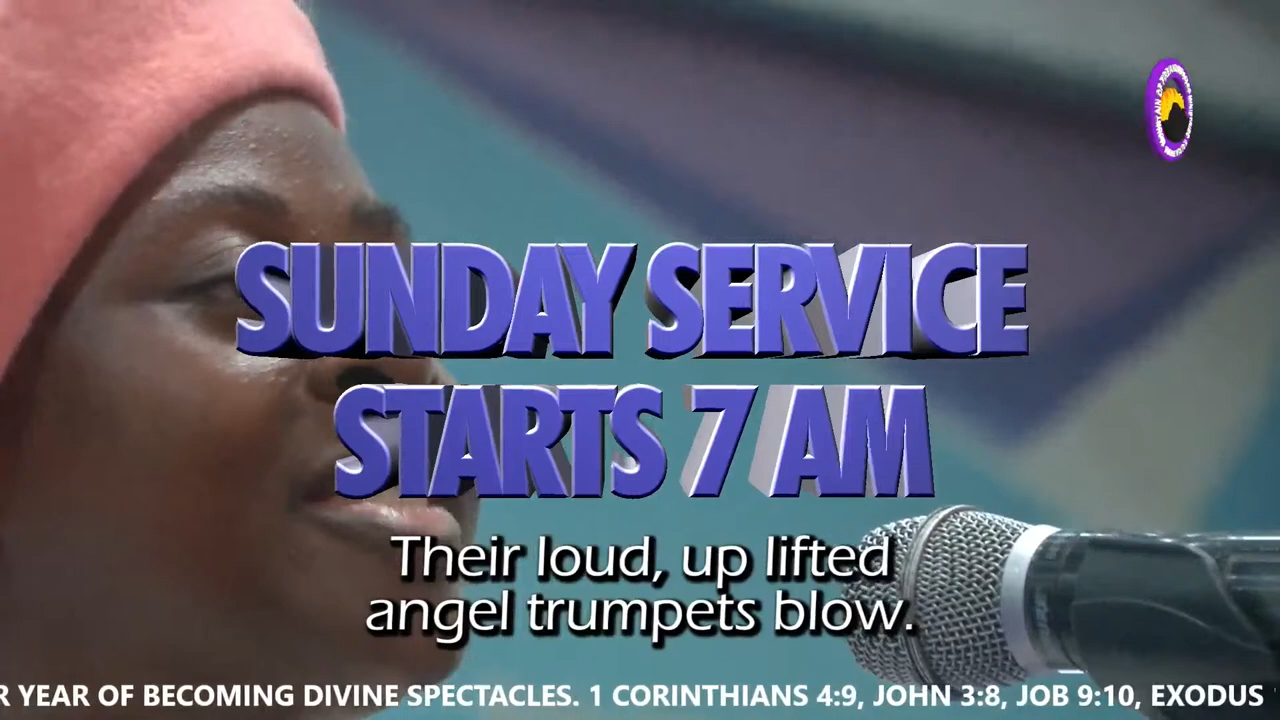 SUNDAY SERVICE
STARTS 7 AM
Their loud, up lifted
angel trumpets blow.
R YEAR OF BECOMING DIVINE SPECTACLES. 1 CORINTHIANS 4:9, JOHN 3:8, JOB 9:10, EXODUS